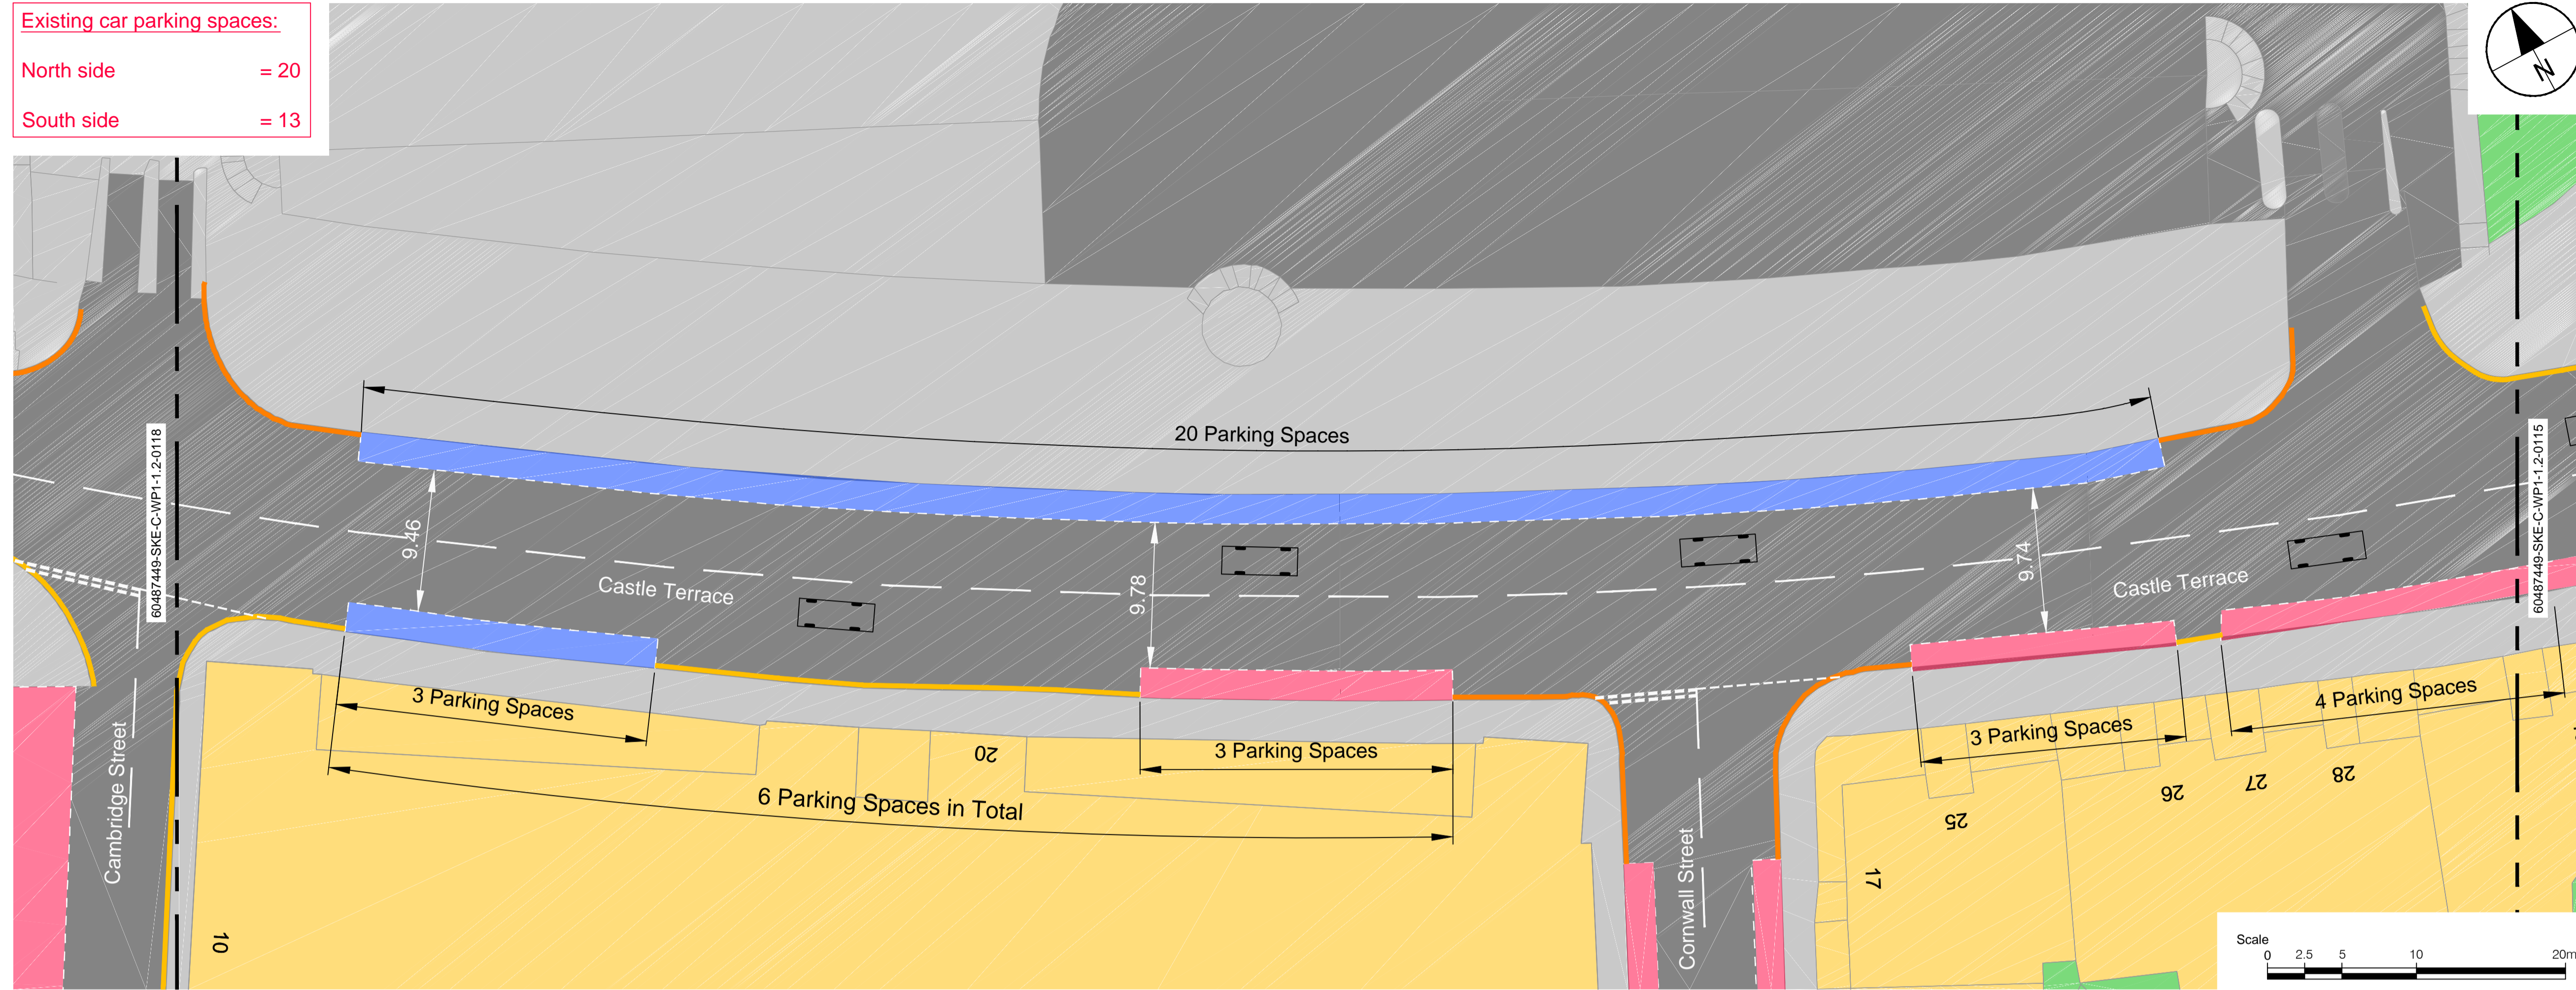 Existing car parking spaces:
North side = 20
South side = 13
N
60487449-SKE-C-WP1-1.2-0118
60487449-SKE-C-WP1-1.2-0115
20 Parking Spaces
9.46
Castle Terrace
9.78
9.74
Castle Terrace
3 Parking Spaces
3 Parking Spaces
6 Parking Spaces in Total
3 Parking Spaces
4 Parking Spaces
Cambridge Street
Cornwall Street
10
20
17
25
26
27
28
Scale
0 2.5 5 10 20m